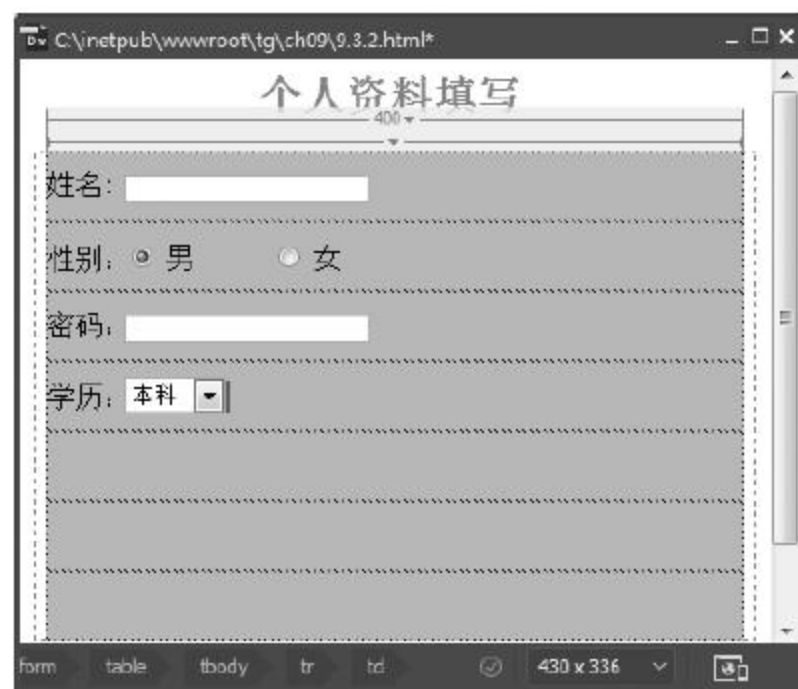 Dw C:\inetpub\wwwroot\tg\ch09\9.3.2.html*
个人资料填写
400
姓名：
性别： 男 女
密码：
学历： 本科
form table tbody tr td 430 x 336